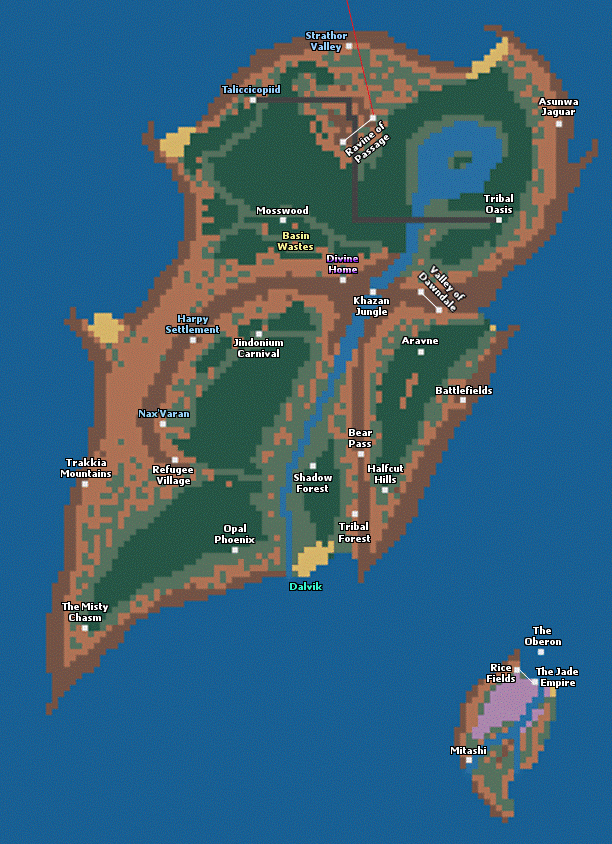 Strathor
Valley
Taliccicopiid
Asunwa
Jaguar
Ravine of
Passage
Tribal
Oasis
Mosswood
Basin
Wastes
Divine
Home
Valley of
Dawndale
Khazan
Jungle
Harpy
Settlement
Jindonium
Carnival
Aravne
Battlefields
Nax'Varan
Bear
Pass
Trakkia
Mountains
Refugee
Village
Shadow
Forest
Halfcut
Hills
Opal
Phoenix
Tribal
Forest
Dalvik
The Misty
Chasm
The
Oberon
Rice
Fields
The Jade
Empire
Mitashi